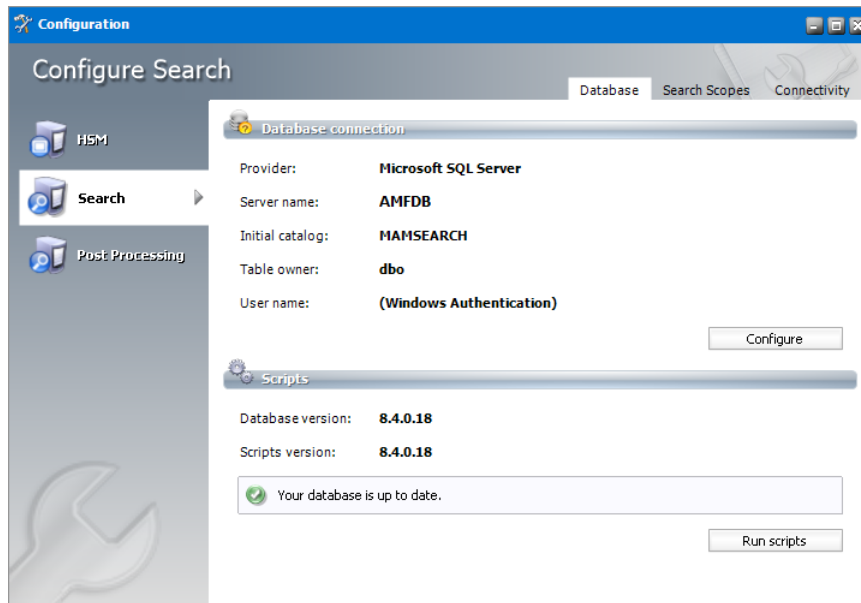 Configuration
Configure Search
Database Search Scopes Connectivity
HSM
Search
Post Processing
Database connection
Provider: Microsoft SQL Server
Server name: AMFDB
Initial catalog: MAMSEARCH
Table owner: dbo
User name: (Windows Authentication)
Configure
Scripts
Database version: 8.4.0.18
Scripts version: 8.4.0.18
Your database is up to date.
Run scripts